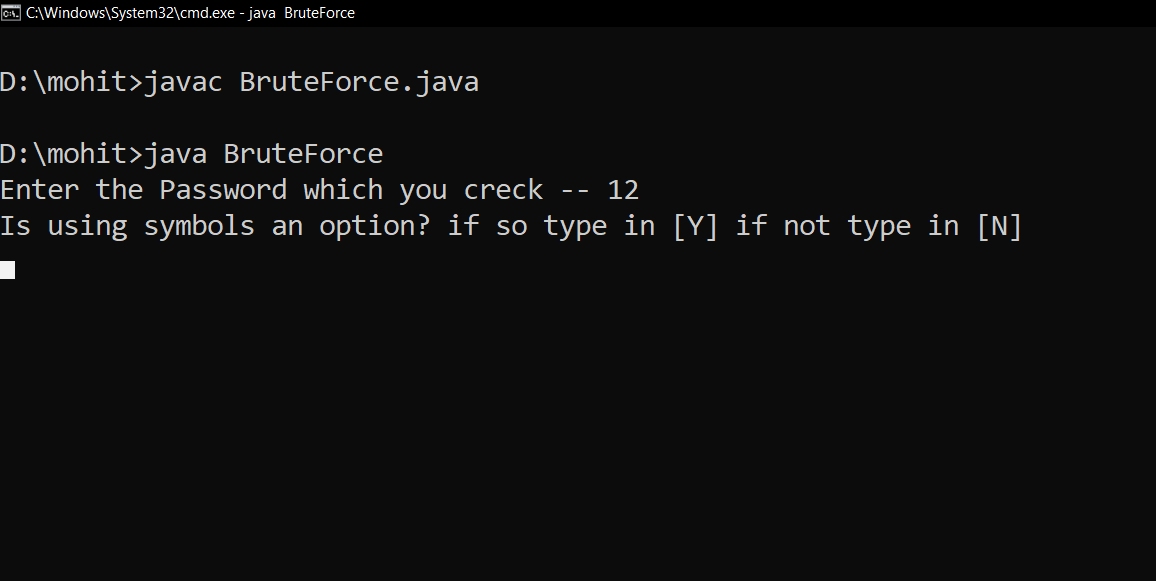 C:\Windows\System32\cmd.exe - java  BruteForce
D:\mohit>javac BruteForce.java
D:\mohit>java BruteForce
Enter the Password which you creck -- 12
Is using symbols an option? if so type in [Y] if not type in [N]